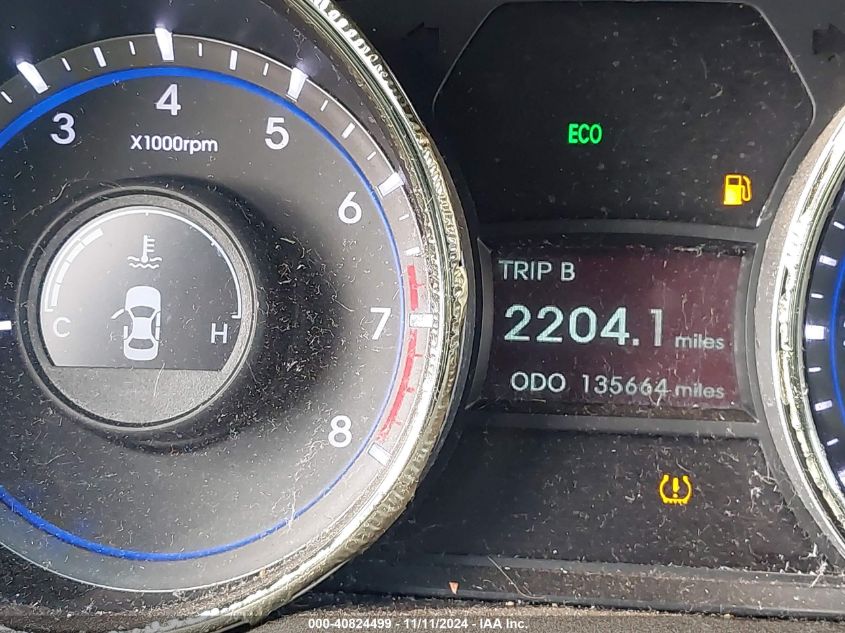 3
4
5
X1000rpm
6
7
8
C
H
ECO
TRIP B
2204.1 miles
ODO 135664 miles
000-40824499 - 11/11/2024 - IAA Inc.